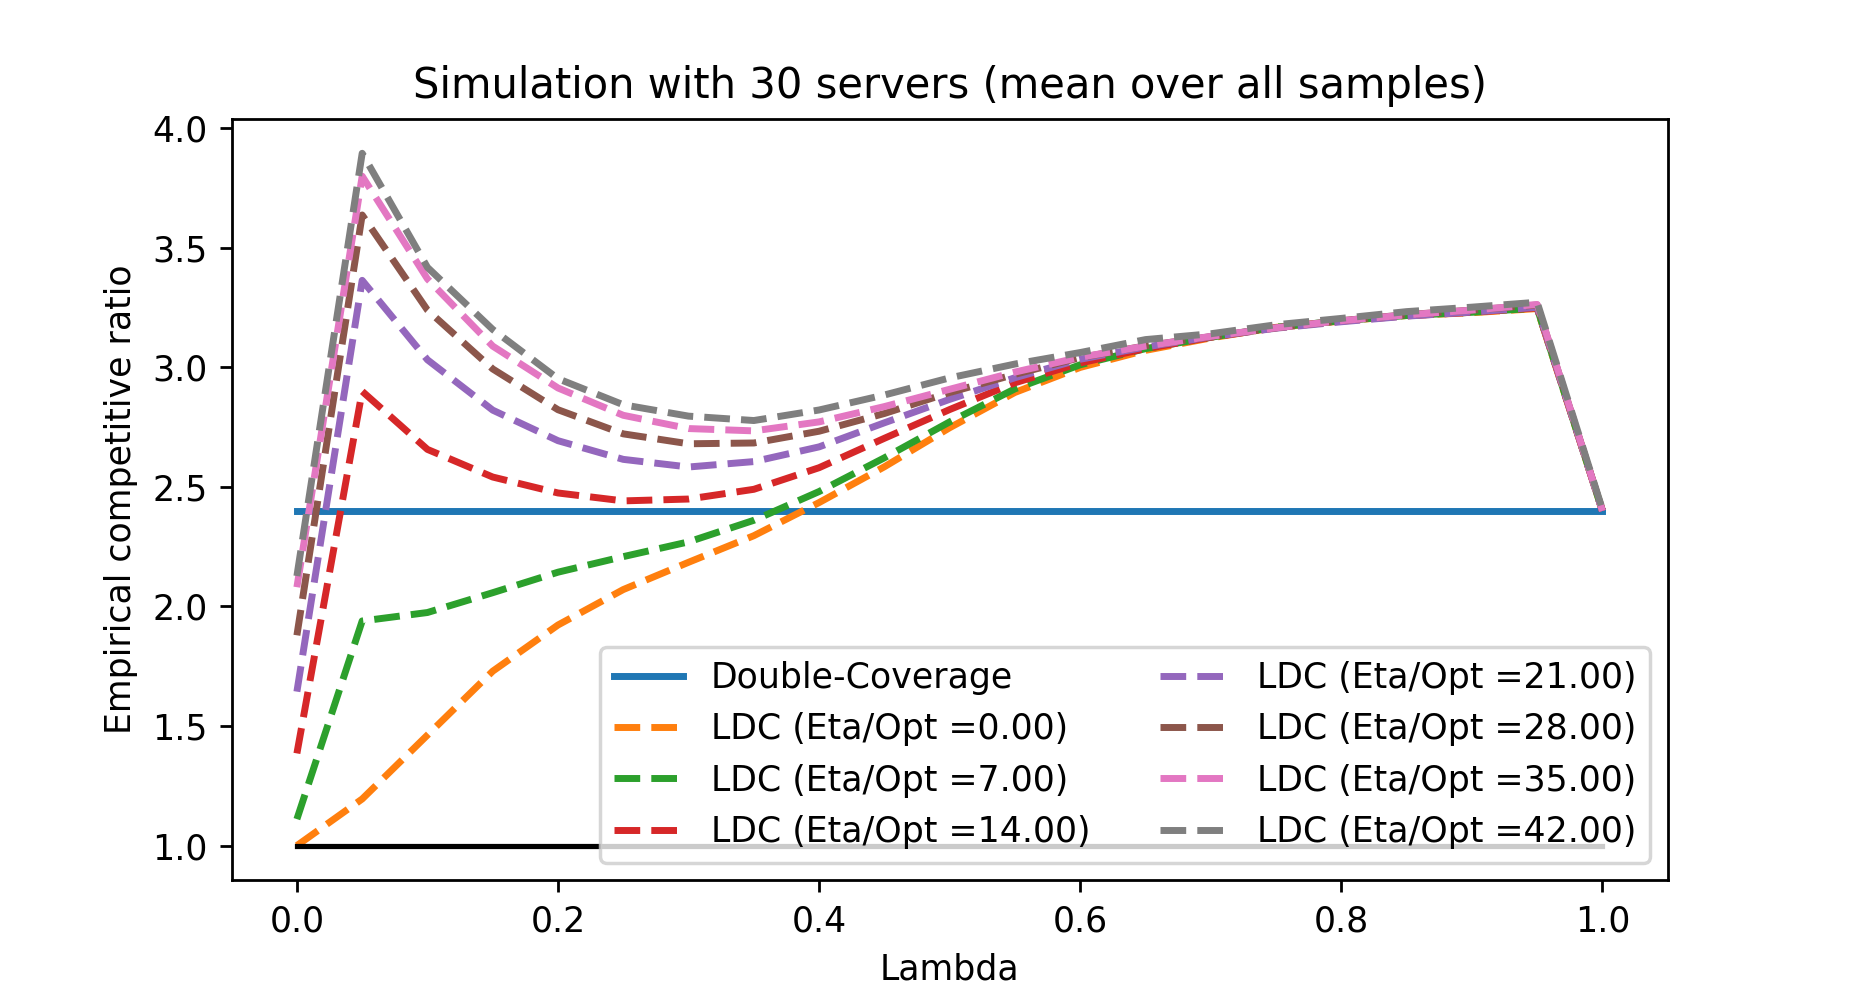 Simulation with 30 servers (mean over all samples)
4.0
3.5
3.0
2.5
2.0
1.5
1.0
Empirical competitive ratio
Double-Coverage
LDC (Eta/Opt =0.00)
LDC (Eta/Opt =7.00)
LDC (Eta/Opt =14.00)
LDC (Eta/Opt =21.00)
LDC (Eta/Opt =28.00)
LDC (Eta/Opt =35.00)
LDC (Eta/Opt =42.00)
0.0 0.2 0.4 0.6 0.8 1.0
Lambda